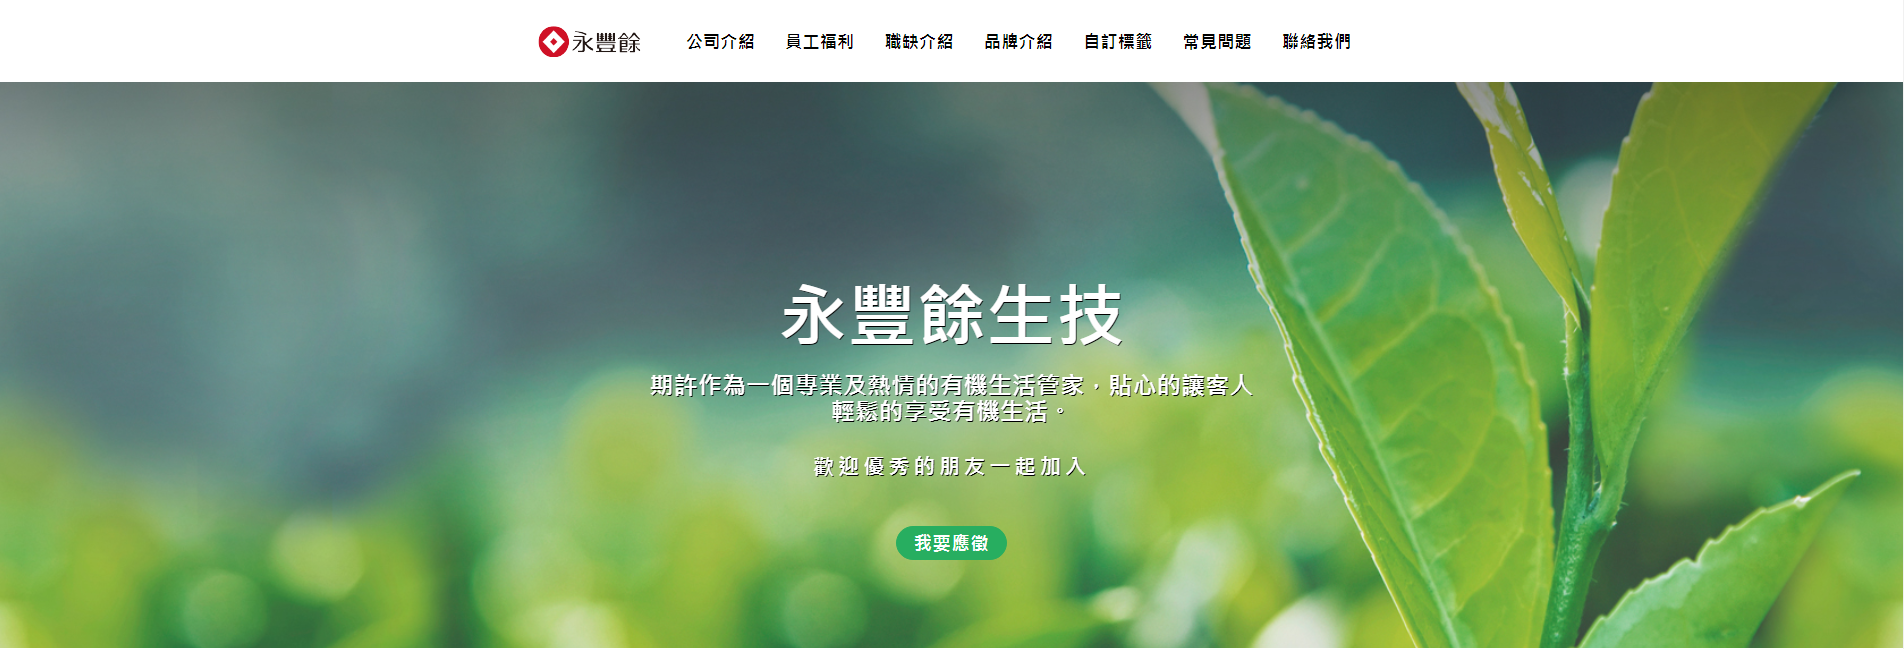 永豐餘
公司介紹 員工福利 職缺介紹 品牌介紹 自訂標籤 常見問題 聯絡我們
永豐餘生技
期許作為一個專業及熱情的有機生活管家，貼心的讓客人
輕鬆的享受有機生活。
歡迎優秀的朋友一起加入
我要應徵